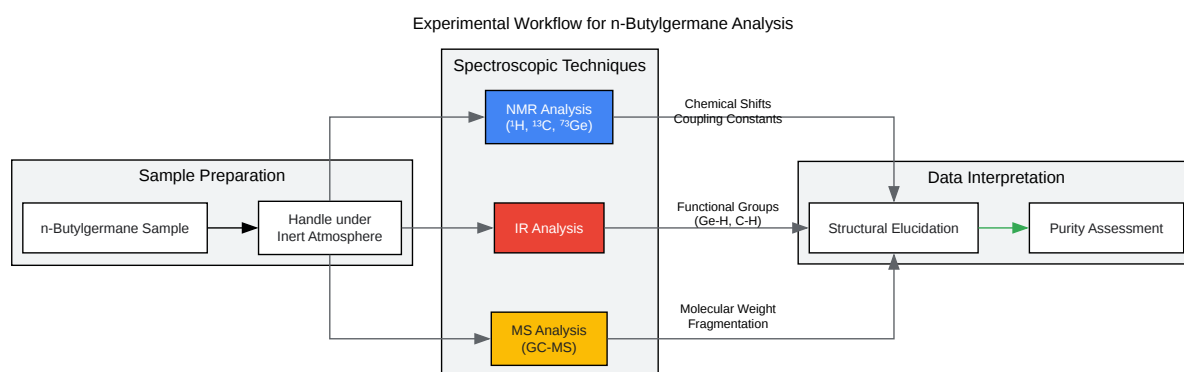 Experimental Workflow for n-Butylgermane Analysis
Spectroscopic Techniques
NMR Analysis
(¹H, ¹³C, ⁷³Ge)
Chemical Shifts
Coupling Constants
Sample Preparation
n-Butylgermane Sample
Handle under
Inert Atmosphere
IR Analysis
Functional Groups
(Ge-H, C-H)
Data Interpretation
Structural Elucidation
Purity Assessment
MS Analysis
(GC-MS)
Molecular Weight
Fragmentation